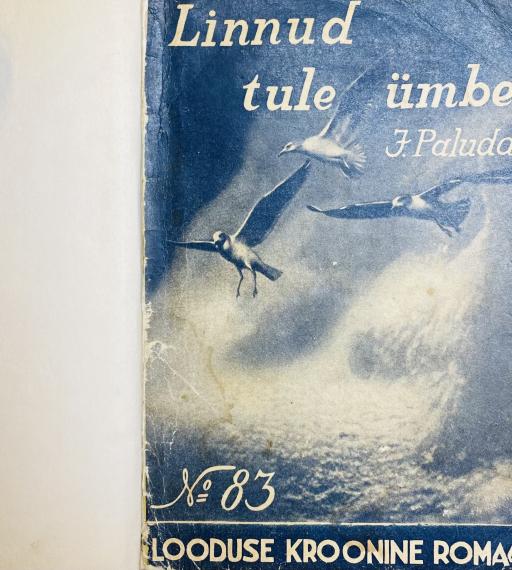 Linnud
tule ümbe
J. Paluda
№ 83
LOODUSE KROONINE ROMA